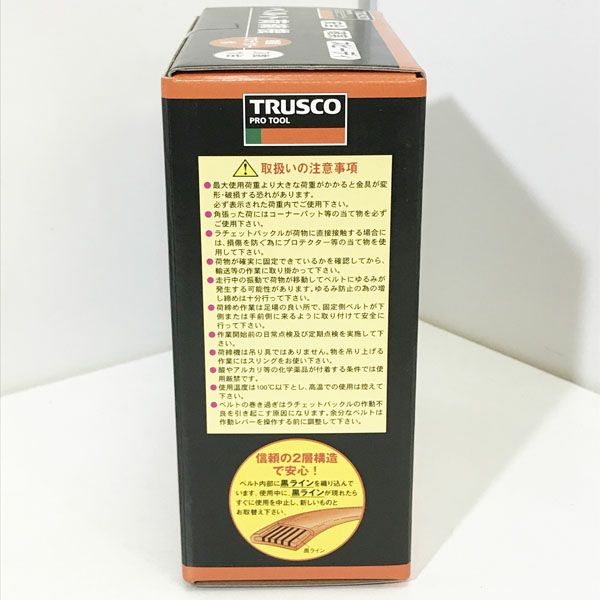 TRUSCO
PRO TOOL
取扱いの注意事項
●最大使用荷重より大きな荷重がかかると金具が変
形・破損する恐れがあります。
必ず表示された荷重内でご使用下さい。
●角張った荷にはコーナーパット等の当て物を必ず
ご使用下さい。
●ラチェットバックルが荷物に直接接触する場合に
は、損傷を防ぐ為にプロテクター等の当て物を使
用して下さい。
●荷物が確実に固定できているかを確認してから、
輸送等の作業に取り掛かって下さい。
●走行中の振動で荷物が移動してベルトにゆるみが
発生する可能性があります。ゆるみ防止の為の増
し締めは十分行って下さい。
●荷締め作業は足場の良い所で、固定側ベルトが下
側または手前側に来るように取り付けて安全に
行って下さい。
●作業開始前の日常点検及び定期点検を実施して下
さい。
●荷締機は吊り具ではありません。物を吊り上げる
作業にはスリングをお使い下さい。
●酸やアルカリ等の化学薬品が付着する条件では使
用厳禁です。
●使用温度は100℃以下とし、高温での使用は控えて
下さい。
●ベルトの巻き過ぎはラチェットバックルの作動不
良を引き起こす原因になります。余分なベルトは
作動レバーを操作する前に調整して下さい。
信頼の2層構造
で安心！
ベルト内部に黒ラインを織り込んで
います。使用中に、黒ラインが現れたら
すぐに使用を中止し、新しいものと
お取替え下さい。
黒ライン